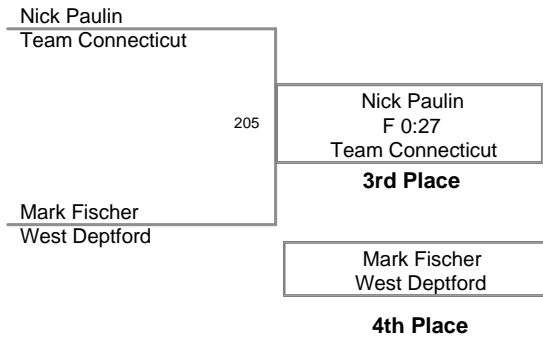 Nick Paulin
Team Connecticut
205
Nick Paulin
F 0:27
Team Connecticut
3rd Place
Mark Fischer
West Deptford
Mark Fischer
West Deptford
4th Place